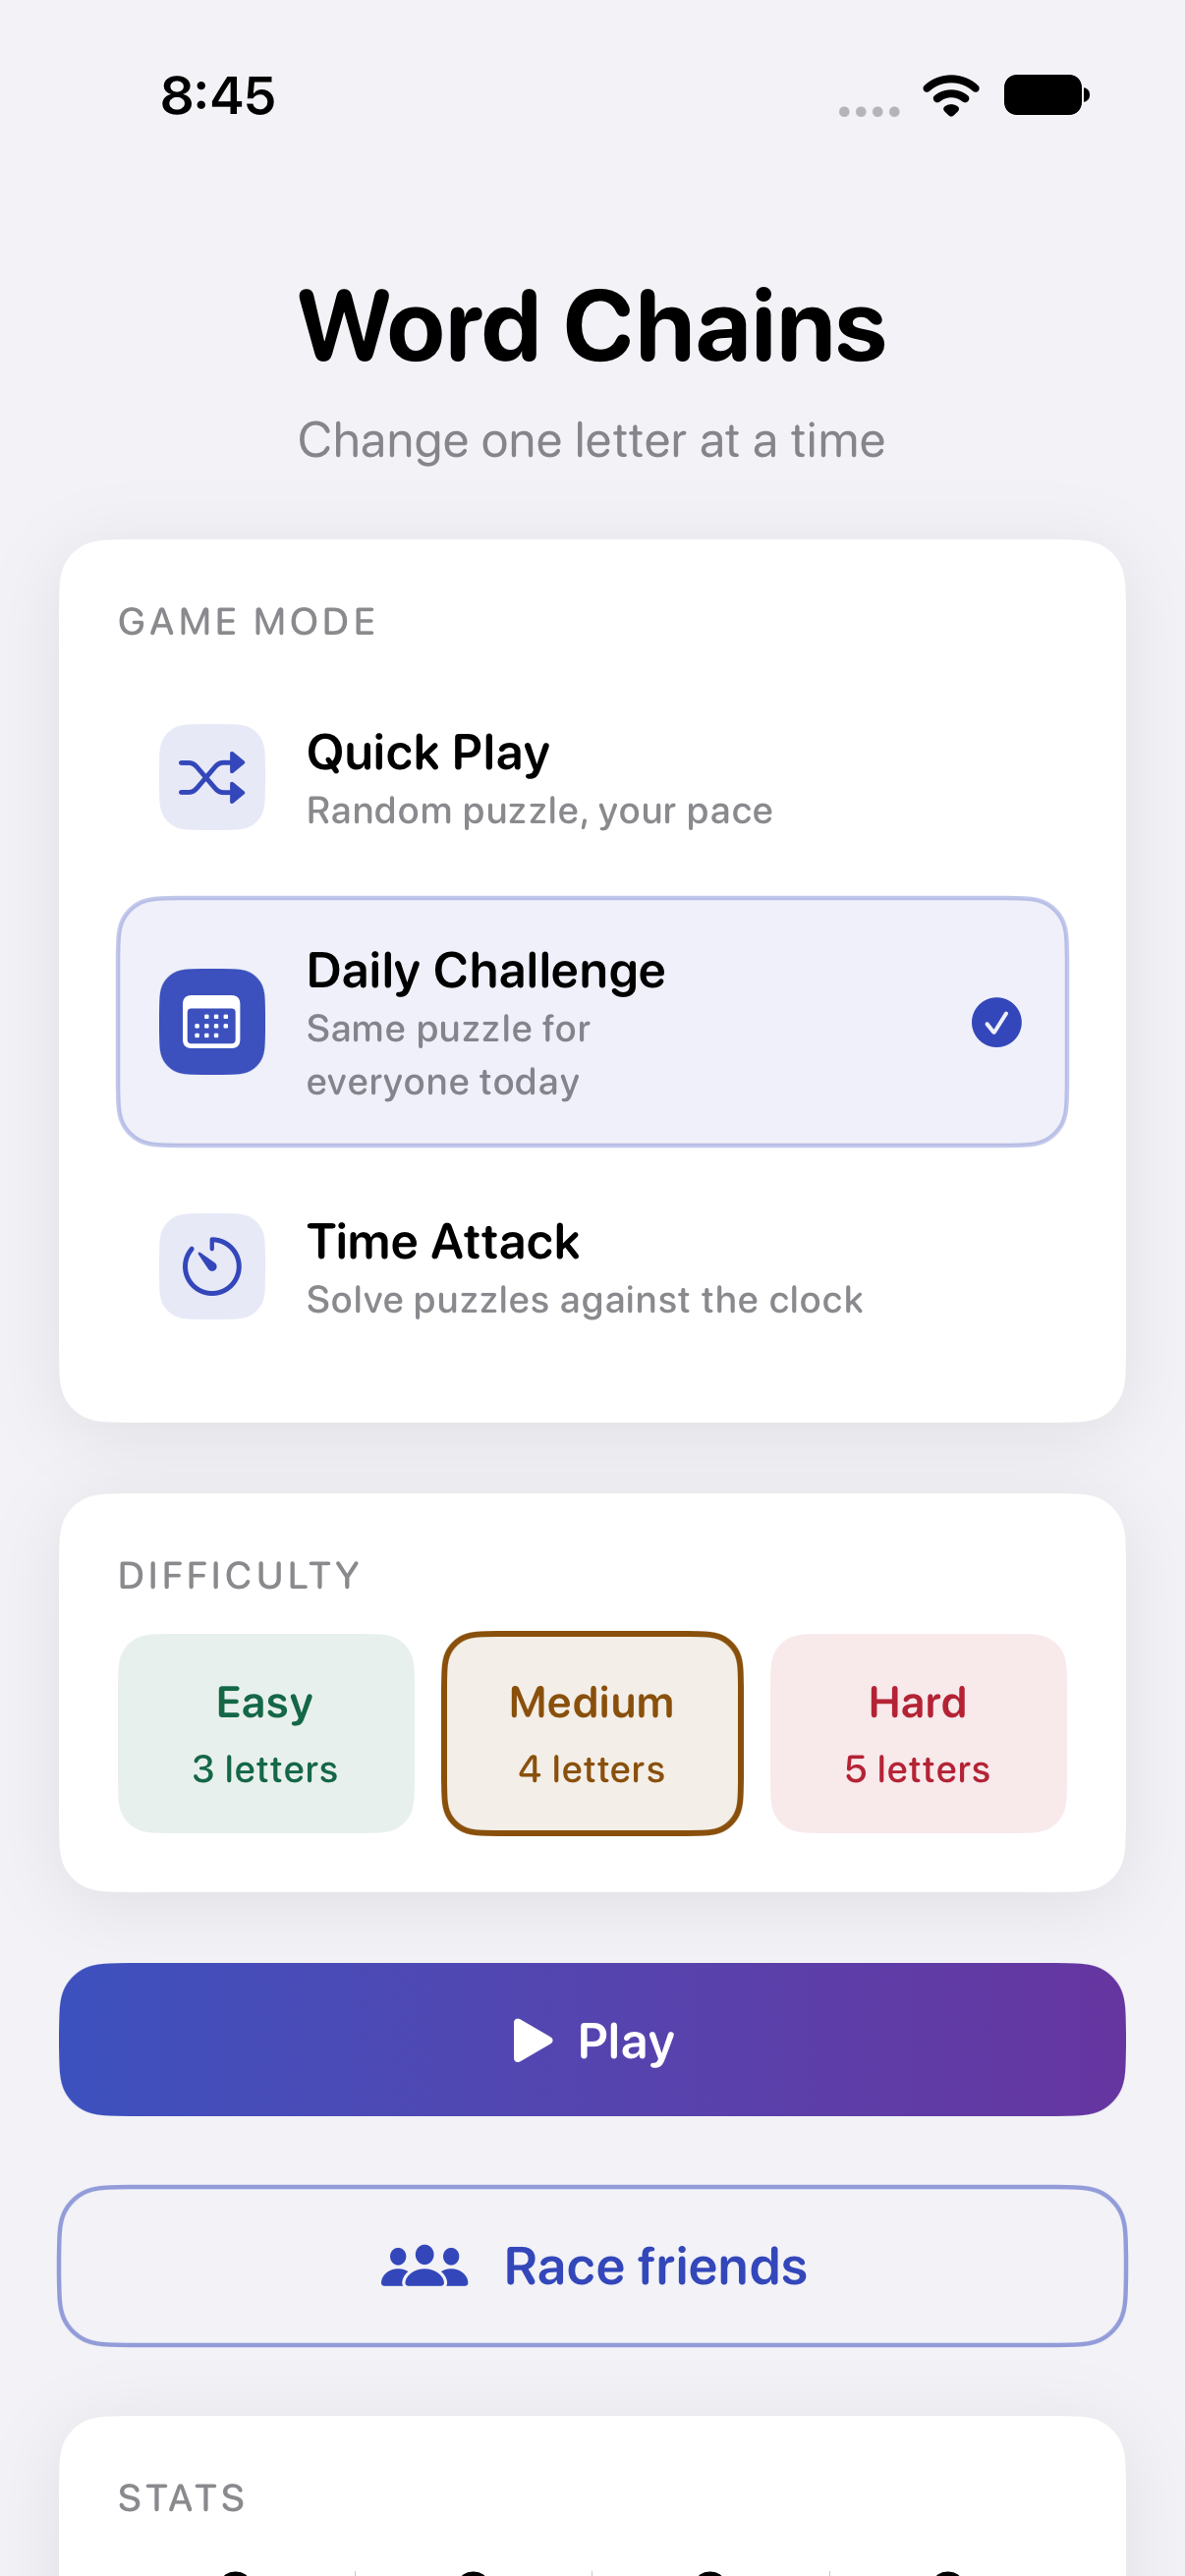 8:45
Word Chains
Change one letter at a time
GAME MODE
Quick Play
Random puzzle, your pace
Daily Challenge
Same puzzle for
everyone today
Time Attack
Solve puzzles against the clock
DIFFICULTY
Easy
3 letters
Medium
4 letters
Hard
5 letters
Play
Race friends
STATS